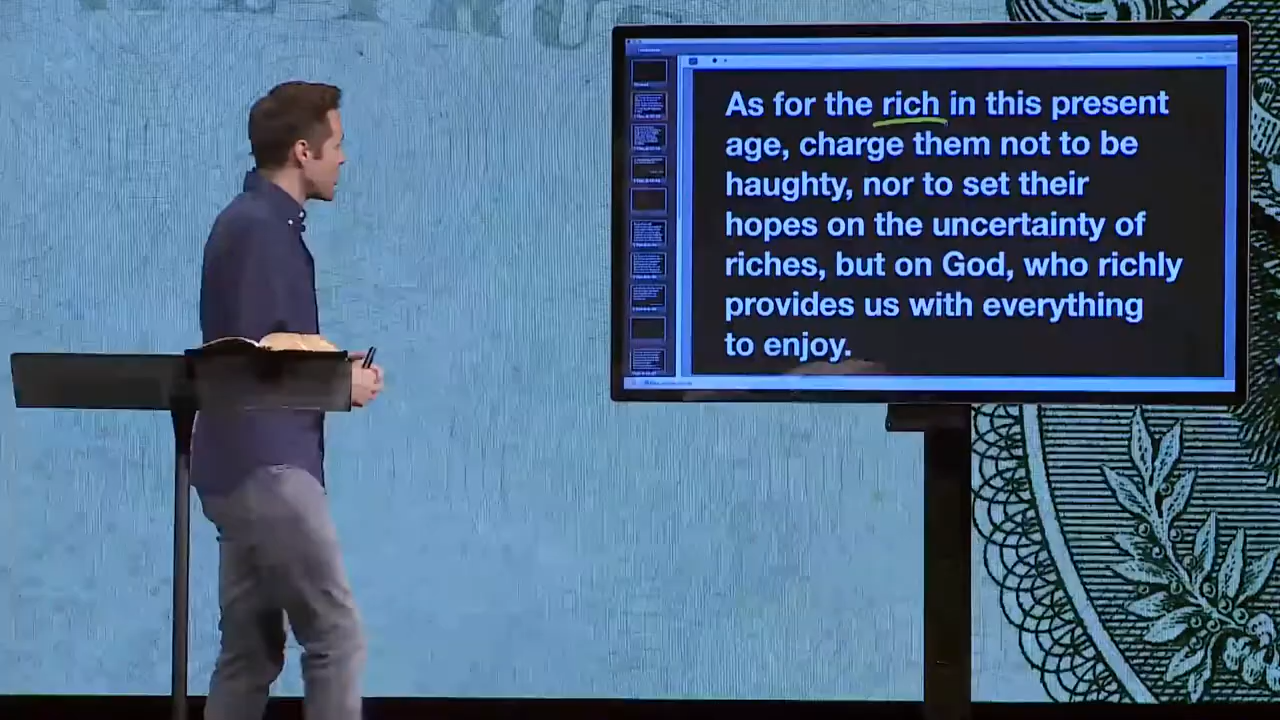 As for the rich in this present
age, charge them not to be
haughty, nor to set their
hopes on the uncertainty of
riches, but on God, who richly
provides us with everything
to enjoy.